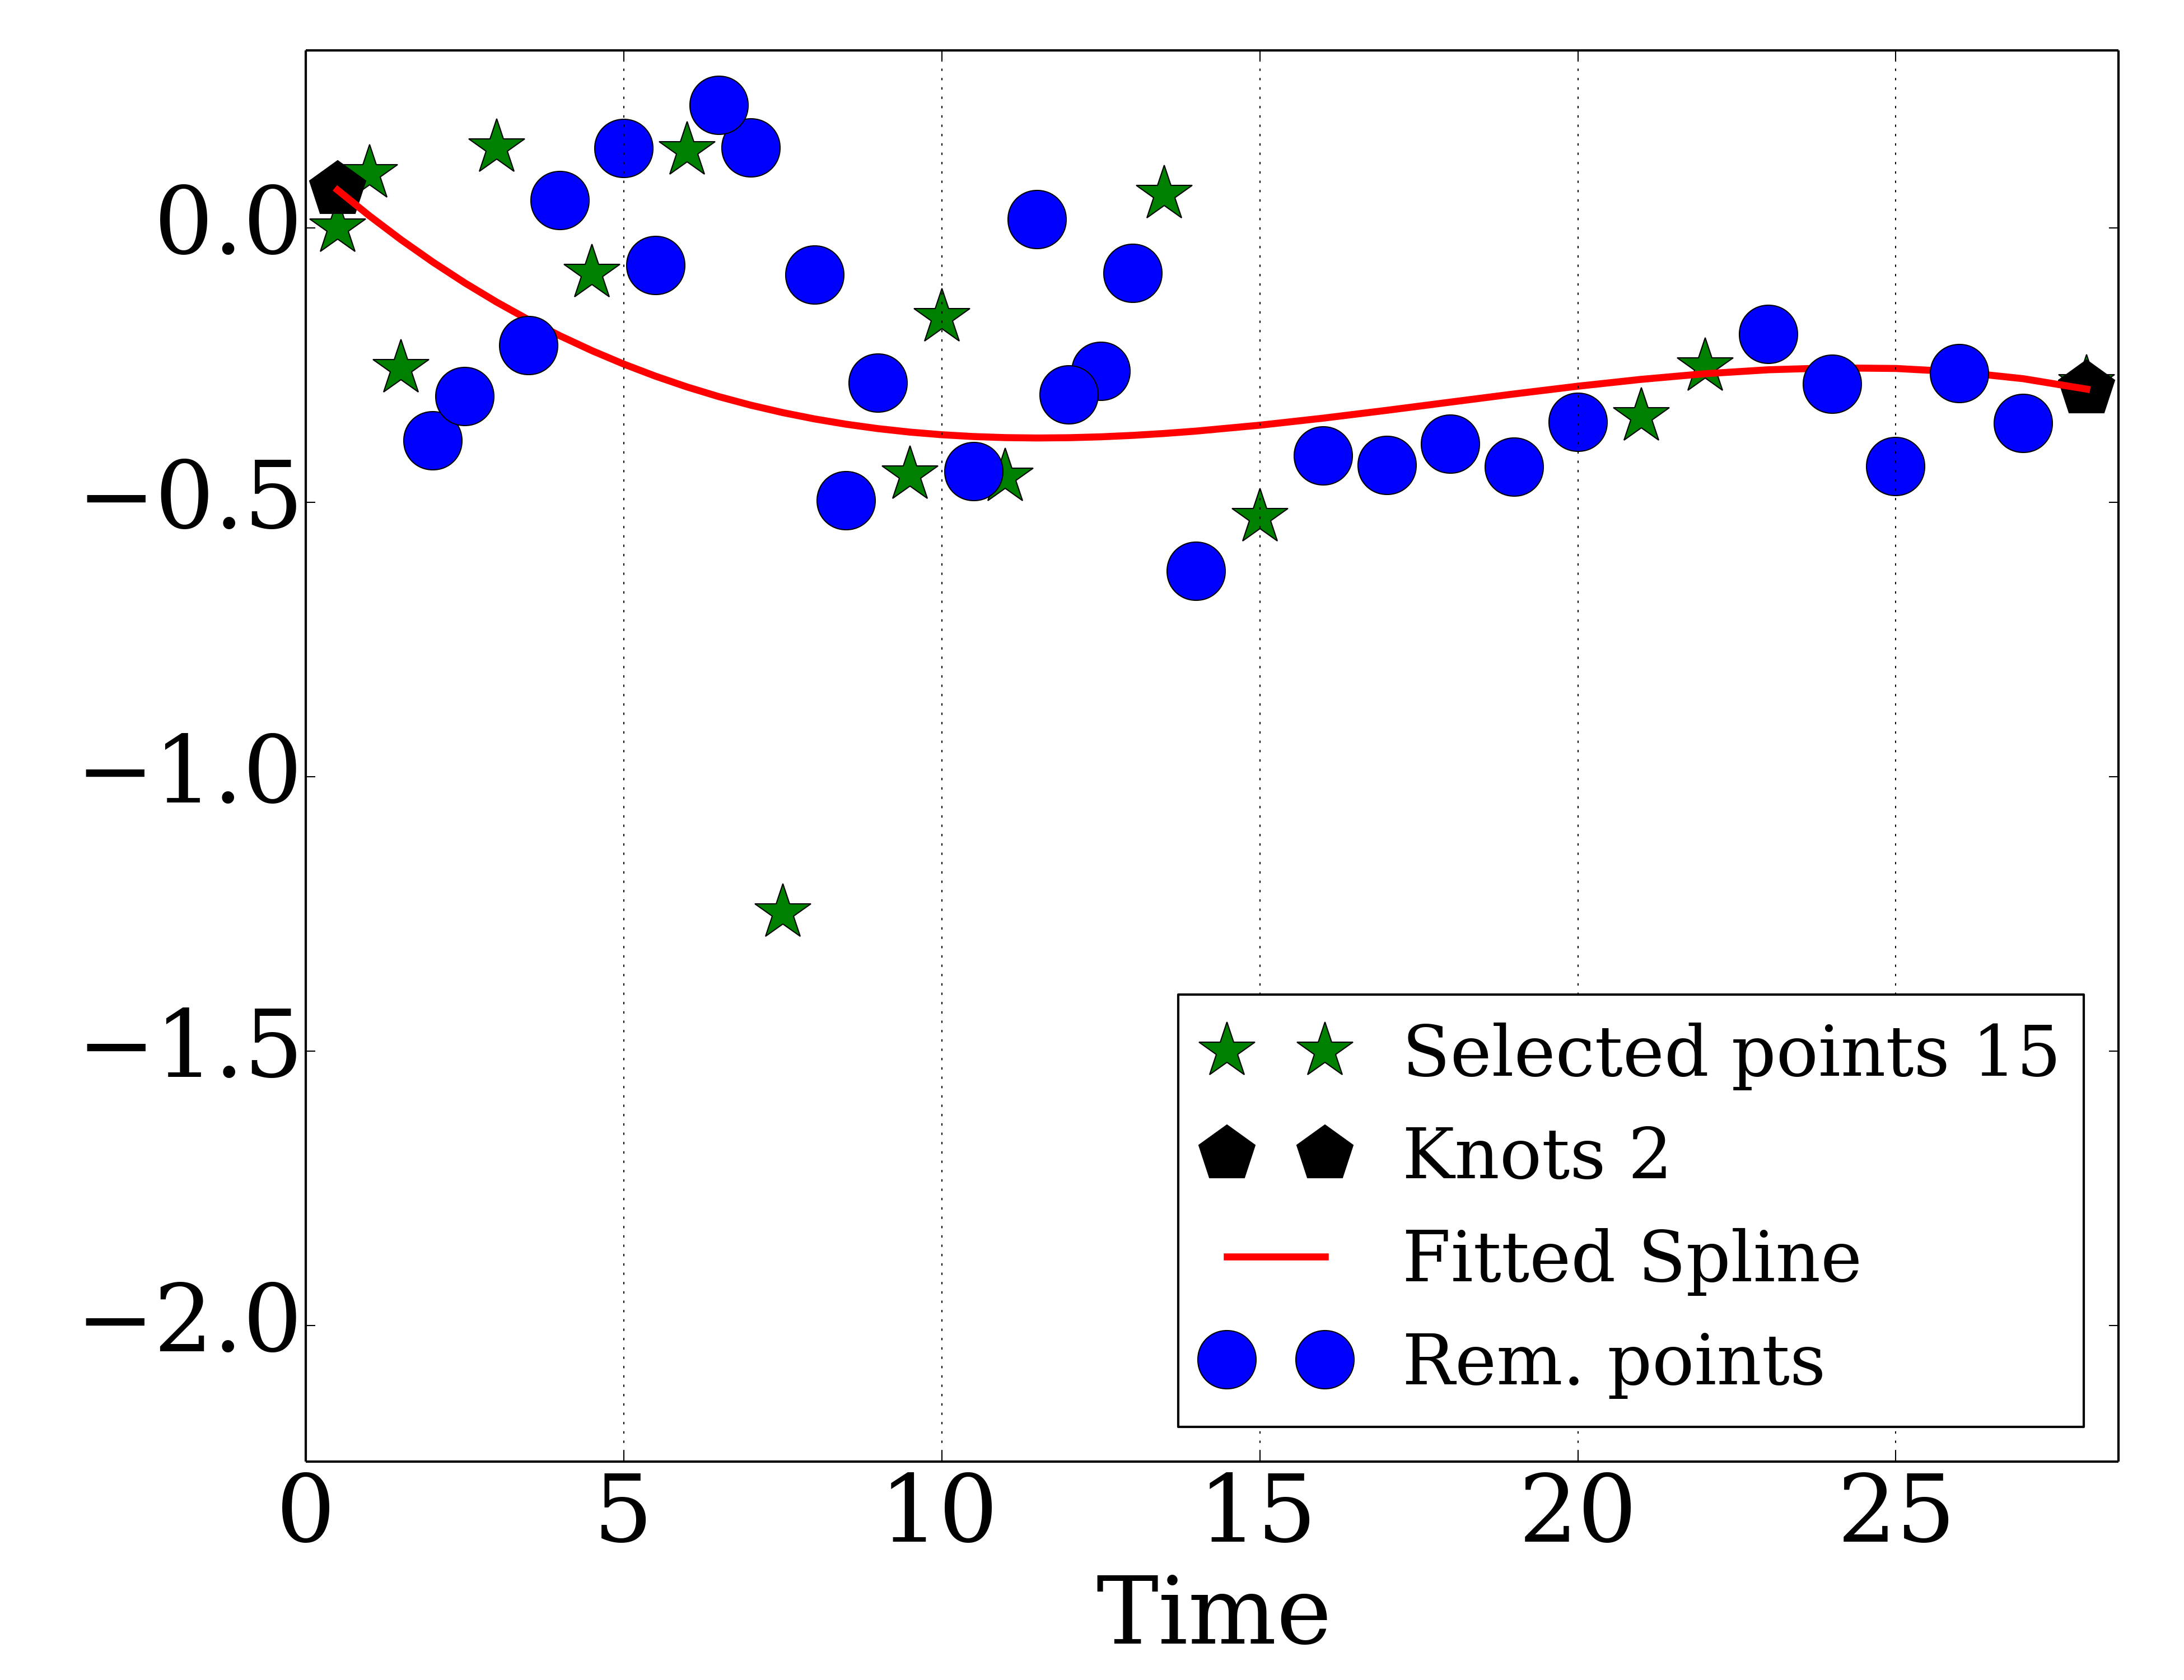 0.0
−0.5
−1.0
−1.5
−2.0
Selected points 15
Knots 2
Fitted Spline
Rem. points
0 5 10 15 20 25
Time